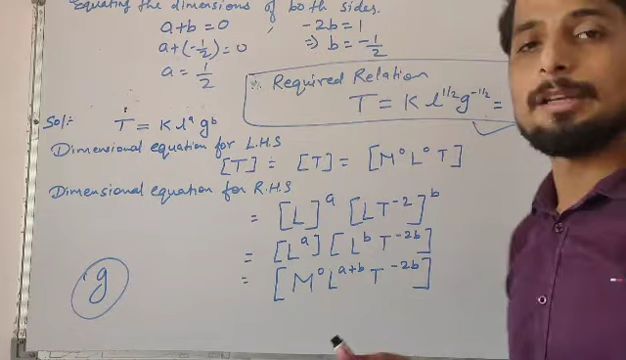 Equating the dimensions of both sides.
a+b=0 , -2b=1
a+(-1/2)=0 ⇒ b=-1/2
a=1/2
∴ Required Relation
T = K l^1/2 g^-1/2 =
Sol:- T = K l^a g^b
Dimensional equation for L.H.S
[T] = [T] = [M°L°T]
Dimensional equation for R.H.S
= [L]^a [LT^-2]^b
= [L^a] [L^b T^-2b]
= [M° L^a+b T^-2b]
g